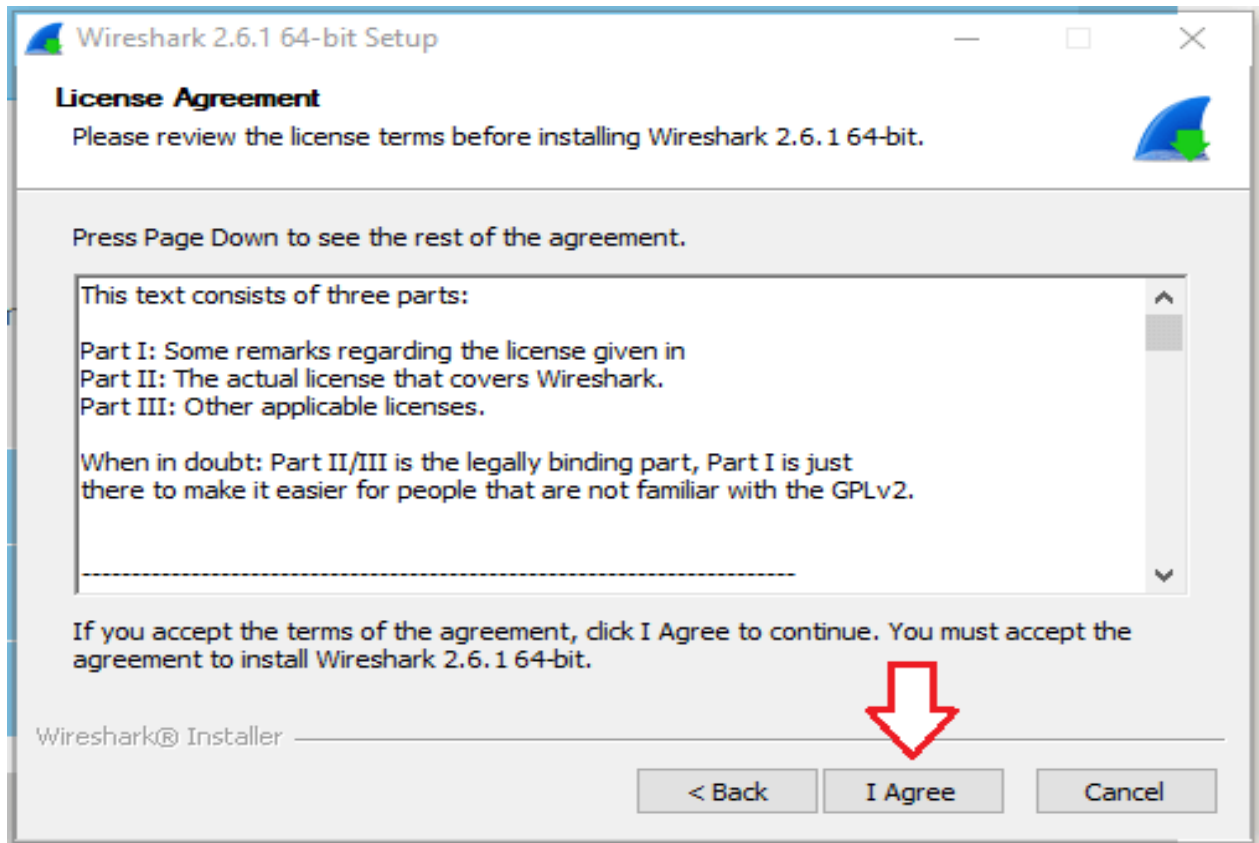 Wireshark 2.6.1 64-bit Setup
License Agreement
Please review the license terms before installing Wireshark 2.6.1 64-bit.
Press Page Down to see the rest of the agreement.
This text consists of three parts:
Part I: Some remarks regarding the license given in
Part II: The actual license that covers Wireshark.
Part III: Other applicable licenses.
When in doubt: Part II/III is the legally binding part, Part I is just
there to make it easier for people that are not familiar with the GPLv2.
-----------------------------------------------------------------------
If you accept the terms of the agreement, click I Agree to continue. You must accept the
agreement to install Wireshark 2.6.1 64-bit.
Wireshark® Installer
< Back I Agree Cancel